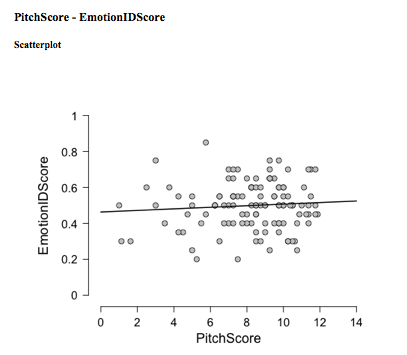 PitchScore - EmotionIDScore
Scatterplot
1
0.8
0.6
0.4
0.2
0
EmotionIDScore
0 2 4 6 8 10 12 14
PitchScore